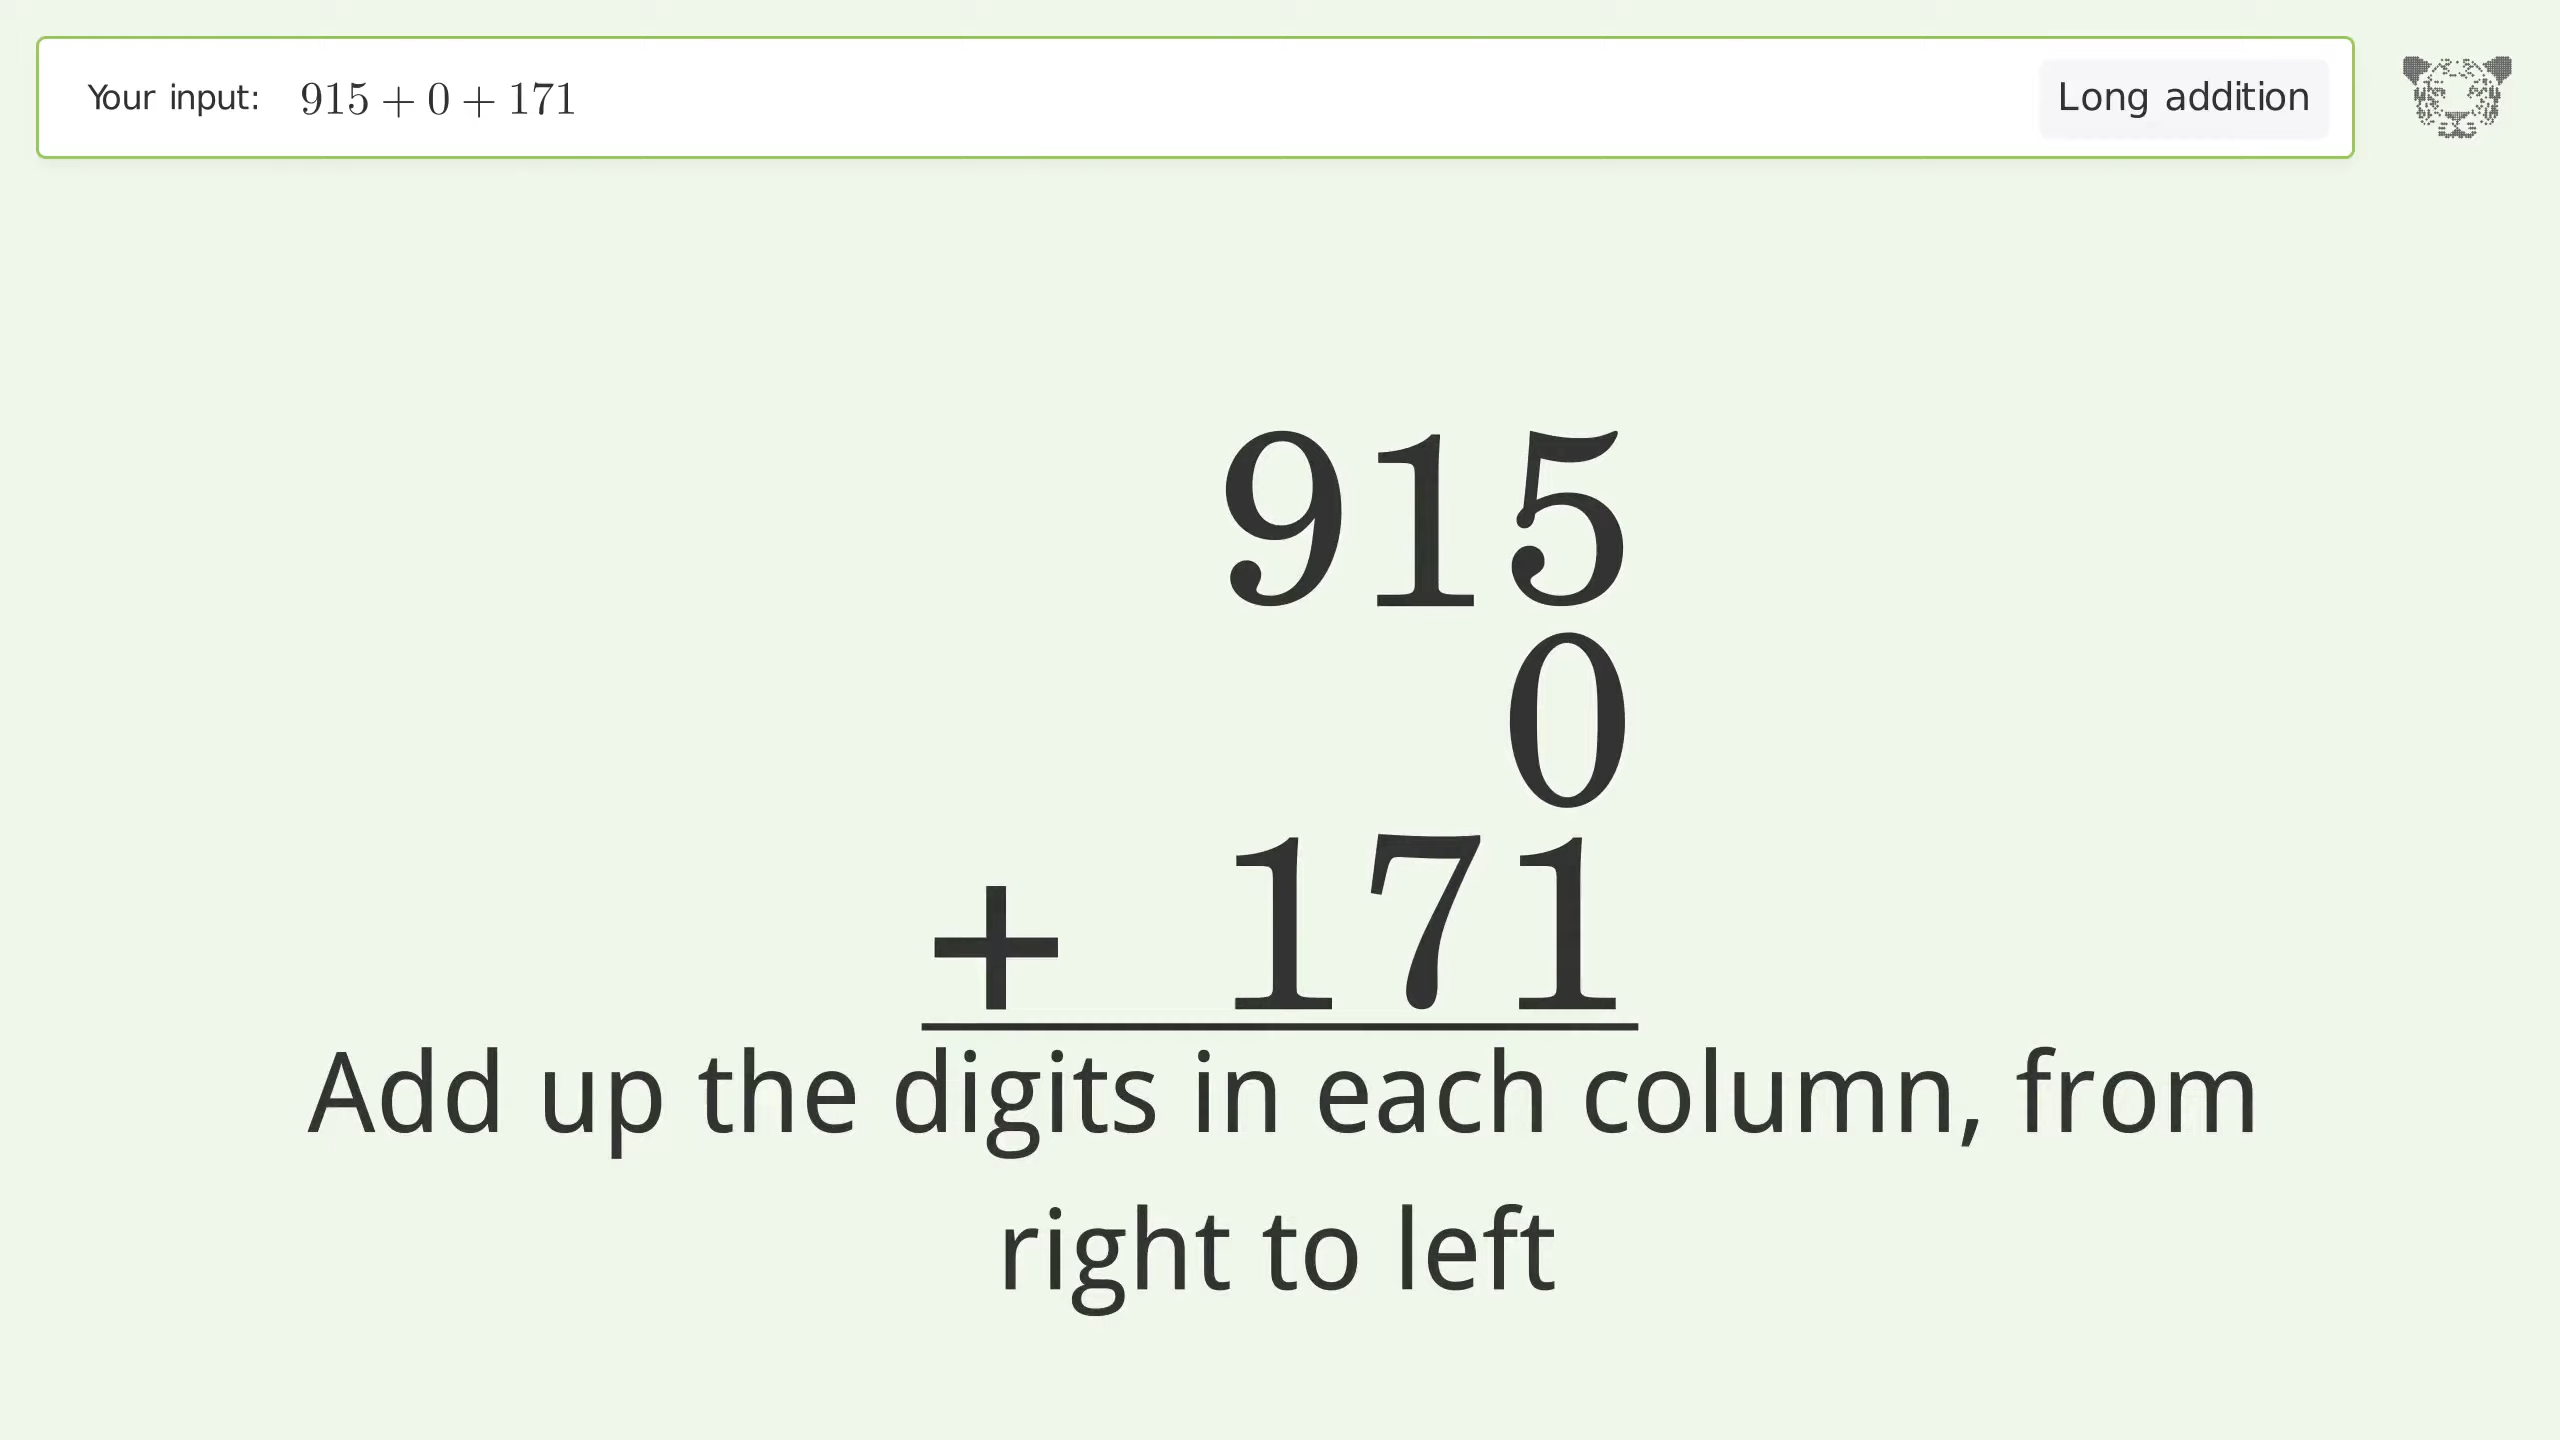 Your input: 915 + 0 + 171
Long addition
915
0
+ 171
Add up the digits in each column, from
right to left